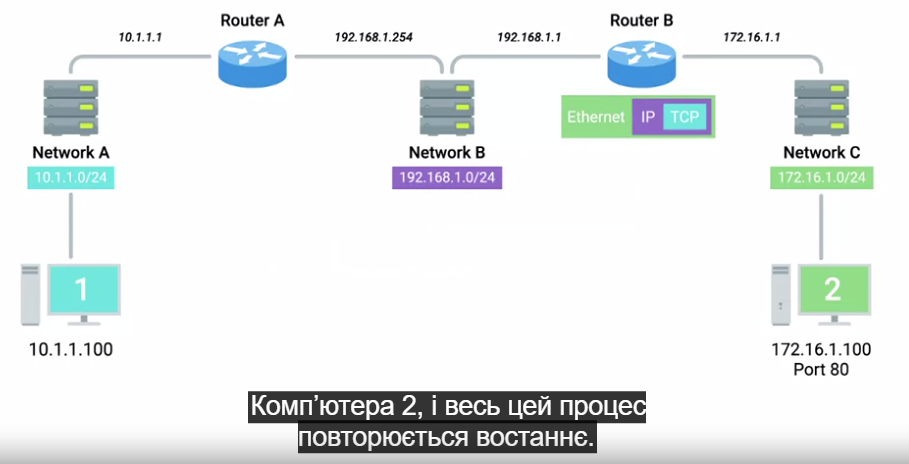 Router A
Router B
10.1.1.1
192.168.1.254
192.168.1.1
172.16.1.1
Ethernet IP TCP
Network A
Network B
Network C
10.1.1.0/24
192.168.1.0/24
172.16.1.0/24
1
2
10.1.1.100
172.16.1.100
Port 80
Комп’ютера 2, і весь цей процес
повторюється востаннє.